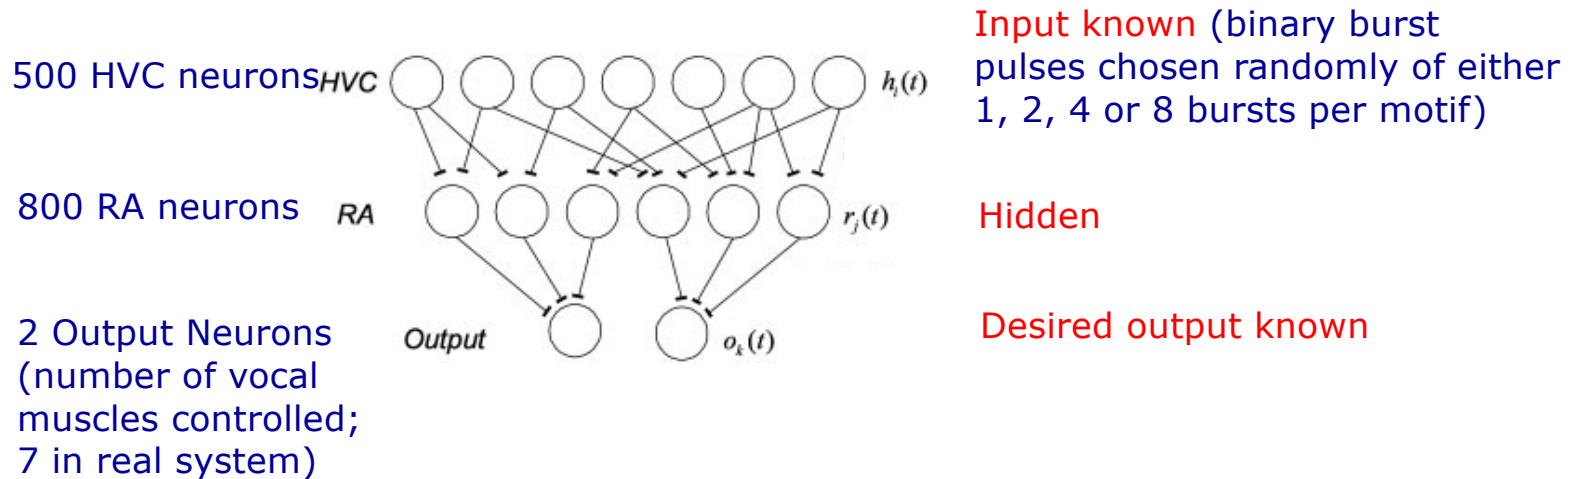 500 HVC neurons
HVC
h_i(t)
Input known (binary burst
pulses chosen randomly of either
1, 2, 4 or 8 bursts per motif)
800 RA neurons
RA
r_j(t)
Hidden
2 Output Neurons
(number of vocal
muscles controlled;
7 in real system)
Output
o_k(t)
Desired output known